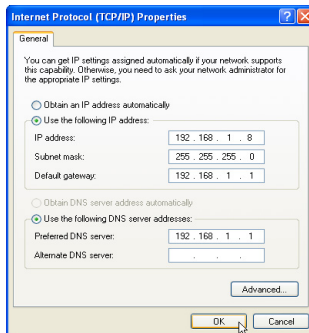 Internet Protocol (TCP/IP) Properties
General
You can get IP settings assigned automatically if your network supports
this capability. Otherwise, you need to ask your network administrator for
the appropriate IP settings.
Obtain an IP address automatically
Use the following IP address:
IP address: 192 . 168 . 1 . 8
Subnet mask: 255 . 255 . 255 . 0
Default gateway: 192 . 168 . 1 . 1
Obtain DNS server address automatically
Use the following DNS server addresses:
Preferred DNS server: 192 . 168 . 1 . 1
Alternate DNS server: . . .
Advanced...
OK Cancel